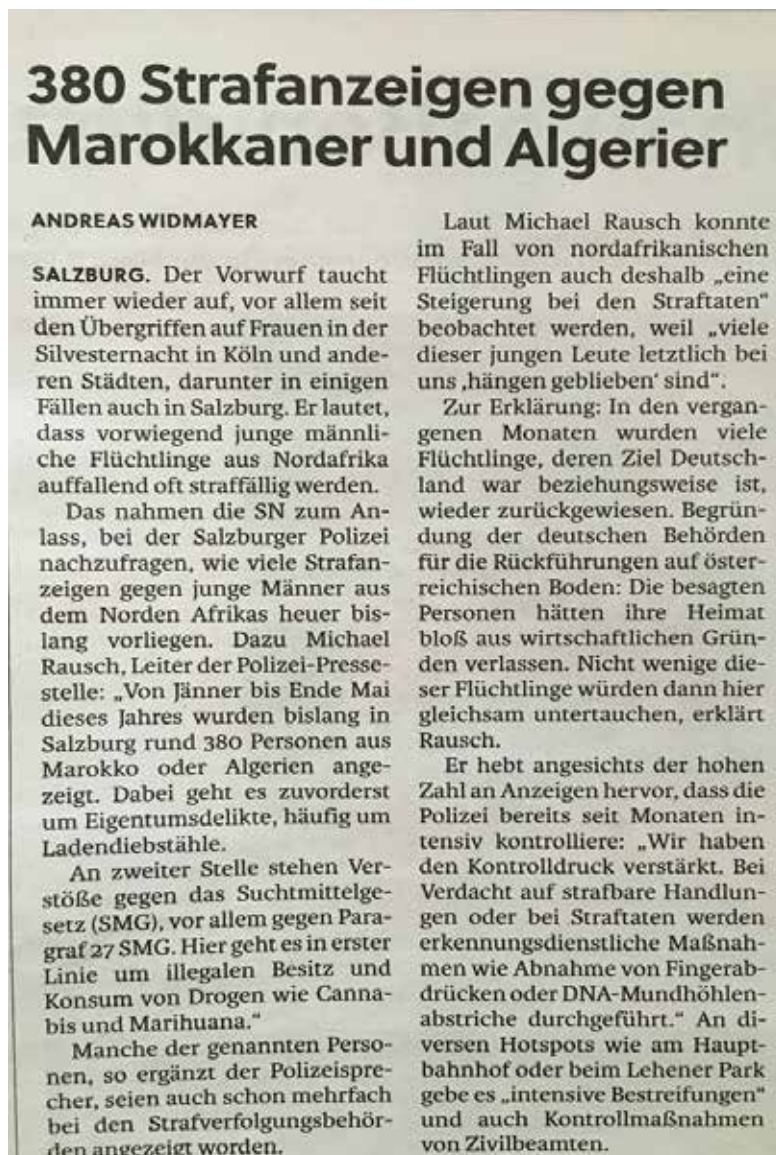 380 Strafanzeigen gegen
Marokkaner und Algerier
ANDREAS WIDMAYER
SALZBURG. Der Vorwurf taucht
immer wieder auf, vor allem seit
den Übergriffen auf Frauen in der
Silvesternacht in Köln und ande-
ren Städten, darunter in einigen
Fällen auch in Salzburg. Er lautet,
dass vorwiegend junge männli-
che Flüchtlinge aus Nordafrika
auffallend oft straffällig werden.
Das nahmen die SN zum An-
lass, bei der Salzburger Polizei
nachzufragen, wie viele Strafan-
zeigen gegen junge Männer aus
dem Norden Afrikas heuer bis-
lang vorliegen. Dazu Michael
Rausch, Leiter der Polizei-Presse-
stelle: „Von Jänner bis Ende Mai
dieses Jahres wurden bislang in
Salzburg rund 380 Personen aus
Marokko oder Algerien ange-
zeigt. Dabei geht es zuvorderst
um Eigentumsdelikte, häufig um
Ladendiebstähle.
An zweiter Stelle stehen Ver-
stöße gegen das Suchtmittelge-
setz (SMG), vor allem gegen Para-
graf 27 SMG. Hier geht es in erster
Linie um illegalen Besitz und
Konsum von Drogen wie Canna-
bis und Marihuana.“
Manche der genannten Perso-
nen, so ergänzt der Polizeispre-
cher, seien auch schon mehrfach
bei den Strafverfolgungsbehör-
den angezeigt worden.
Laut Michael Rausch konnte
im Fall von nordafrikanischen
Flüchtlingen auch deshalb „eine
Steigerung bei den Straftaten“
beobachtet werden, weil „viele
dieser jungen Leute letztlich bei
uns ‚hängen geblieben‘ sind“.
Zur Erklärung: In den vergan-
genen Monaten wurden viele
Flüchtlinge, deren Ziel Deutsch-
land war beziehungsweise ist,
wieder zurückgewiesen. Begrün-
dung der deutschen Behörden
für die Rückführungen auf öster-
reichischen Boden: Die besagten
Personen hätten ihre Heimat
bloß aus wirtschaftlichen Grün-
den verlassen. Nicht wenige die-
ser Flüchtlinge würden dann hier
gleichsam untertauchen, erklärt
Rausch.
Er hebt angesichts der hohen
Zahl an Anzeigen hervor, dass die
Polizei bereits seit Monaten in-
tensiv kontrolliere: „Wir haben
den Kontrolldruck verstärkt. Bei
Verdacht auf strafbare Handlun-
gen oder bei Straftaten werden
erkennungsdienstliche Maßnah-
men wie Abnahme von Fingerab-
drücken oder DNA-Mundhöhlen-
abstriche durchgeführt.“ An di-
versen Hotspots wie am Haupt-
bahnhof oder beim Lehener Park
gebe es „intensive Bestreifungen“
und auch Kontrollmaßnahmen
von Zivilbeamten.